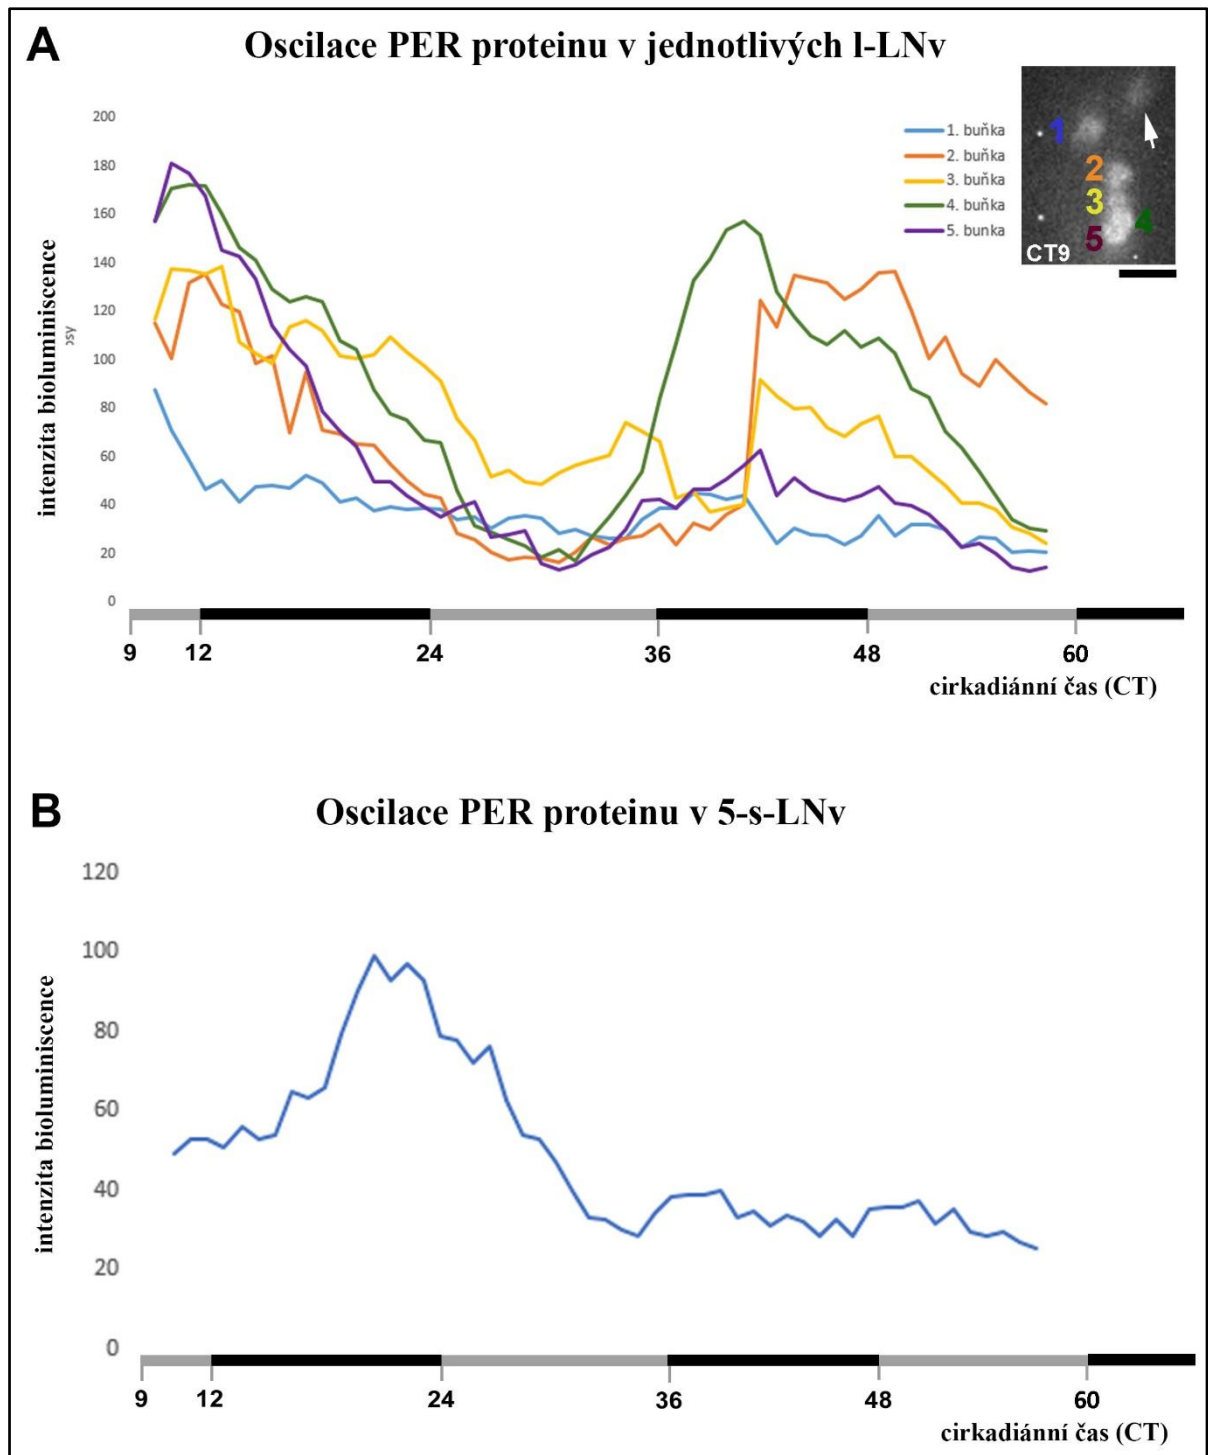 A
Oscilace PER proteinu v jednotlivých l-LNv
200
180
160
140
120
100
80
60
40
20
0
intenzita bioluminiscence
1. buňka
2. buňka
3. buňka
4. buňka
5. bunka
1
2
3
4
5
CT9
9 12 24 36 48 60
cirkadiánní čas (CT)
B
Oscilace PER proteinu v 5-s-LNv
120
100
80
60
40
20
0
intenzita bioluminiscence
9 12 24 36 48 60
cirkadiánní čas (CT)